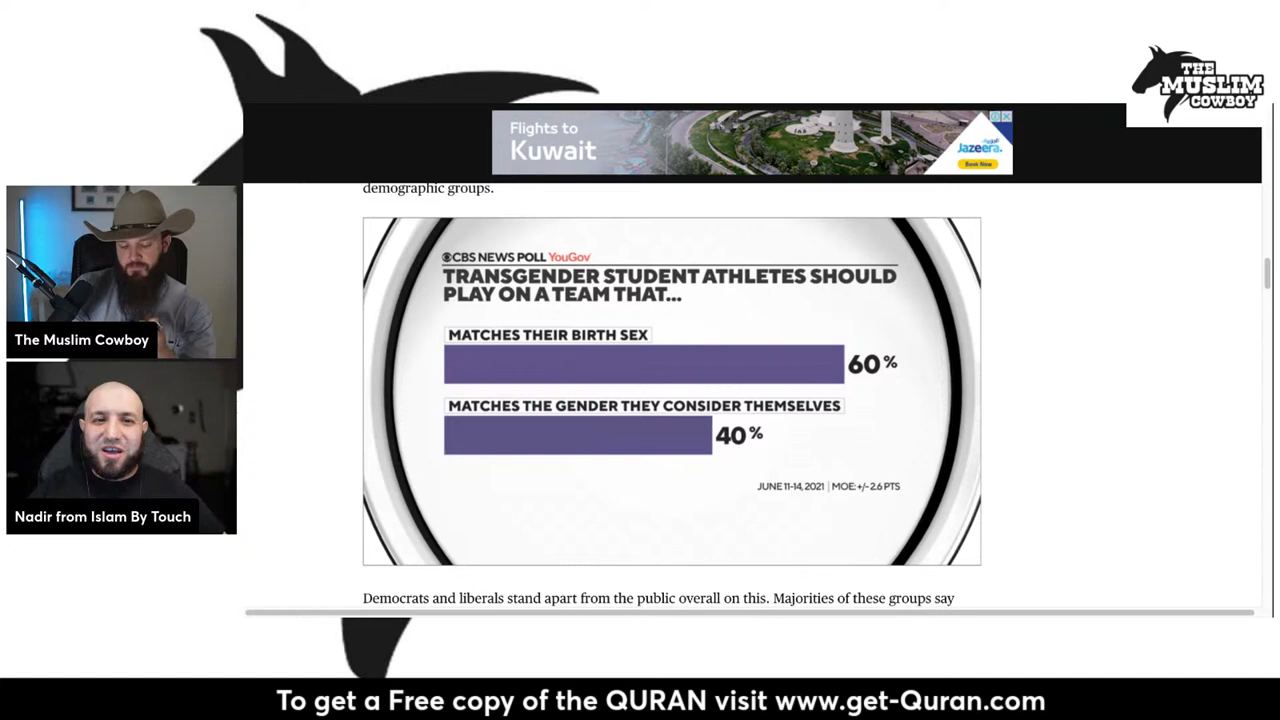 THE
MUSLIM
COWBOY
Flights to
Kuwait
Jazeera.
Book Now
demographic groups.
CBS NEWS POLL YouGov
TRANSGENDER STUDENT ATHLETES SHOULD
PLAY ON A TEAM THAT...
MATCHES THEIR BIRTH SEX
60%
MATCHES THE GENDER THEY CONSIDER THEMSELVES
40%
JUNE 11-14, 2021 | MOE: +/- 2.6 PTS
Democrats and liberals stand apart from the public overall on this. Majorities of these groups say
The Muslim Cowboy
Nadir from Islam By Touch
To get a Free copy of the QURAN visit www.get-Quran.com